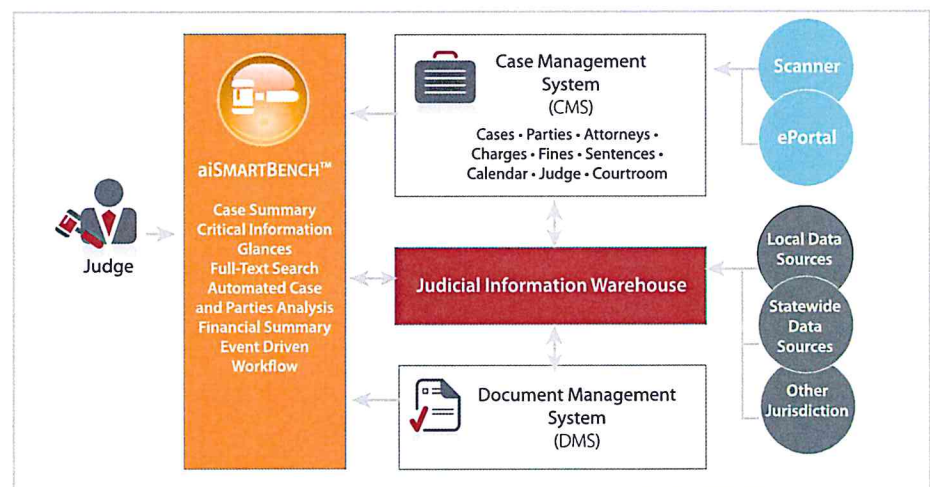 Judge
aiSMARTBENCH™
Case Summary
Critical Information
Glances
Full-Text Search
Automated Case
and Parties Analysis
Financial Summary
Event Driven
Workflow
Case Management
System
(CMS)
Cases • Parties • Attorneys •
Charges • Fines • Sentences •
Calendar • Judge • Courtroom
Judicial Information Warehouse
Document Management
System
(DMS)
Scanner
ePortal
Local Data
Sources
Statewide
Data
Sources
Other
Jurisdiction